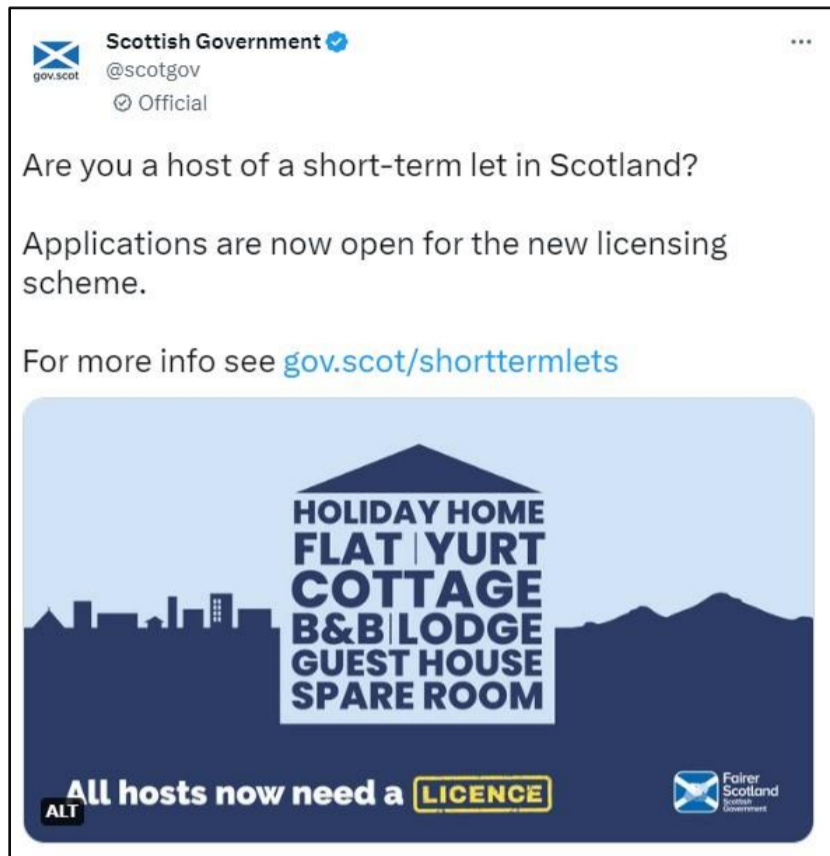 Scottish Government
gov.scot
@scotgov
Official
Are you a host of a short-term let in Scotland?
Applications are now open for the new licensing
scheme.
For more info see gov.scot/shorttermlets
HOLIDAY HOME
FLAT | YURT
COTTAGE
B&B | LODGE
GUEST HOUSE
SPARE ROOM
All hosts now need a LICENCE
ALT
Fairer
Scotland
Scottish
Government